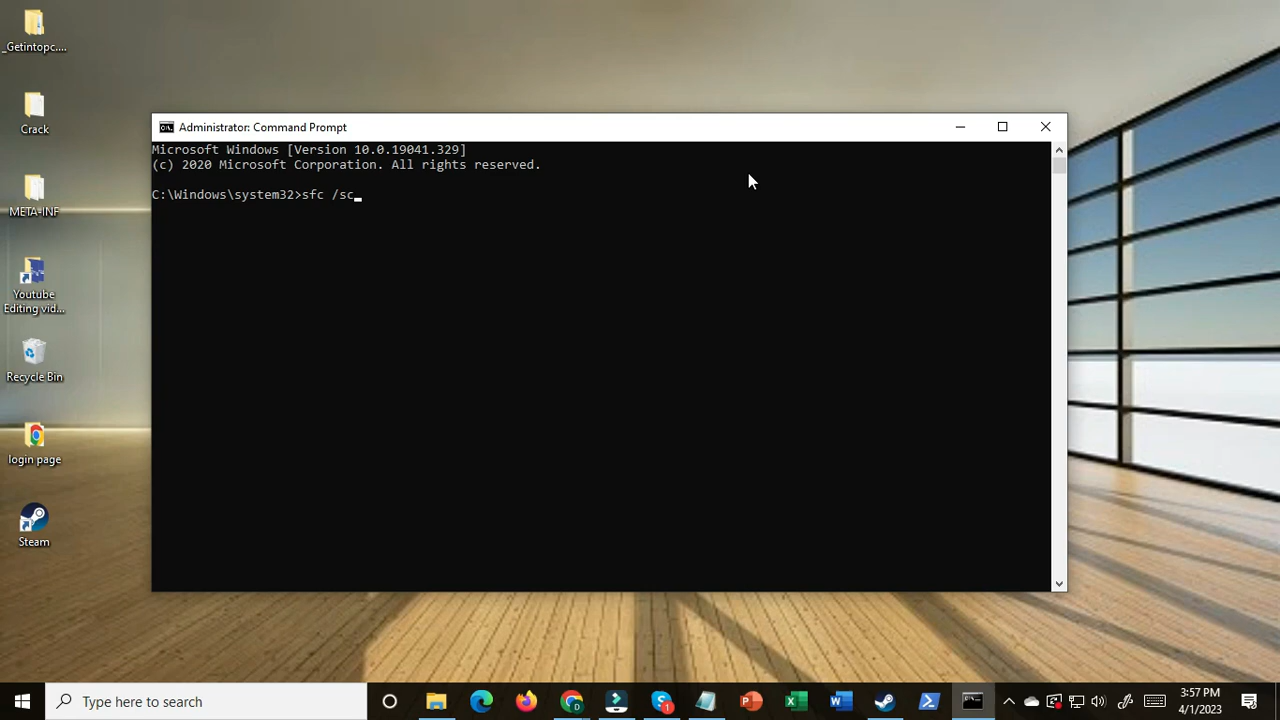 _Getintopc....
Crack
META-INF
Youtube
Editing vid...
Recycle Bin
login page
Steam
Administrator: Command Prompt
Microsoft Windows [Version 10.0.19041.329]
(c) 2020 Microsoft Corporation. All rights reserved.
C:\Windows\system32>sfc /sc
Type here to search
3:57 PM
4/1/2023